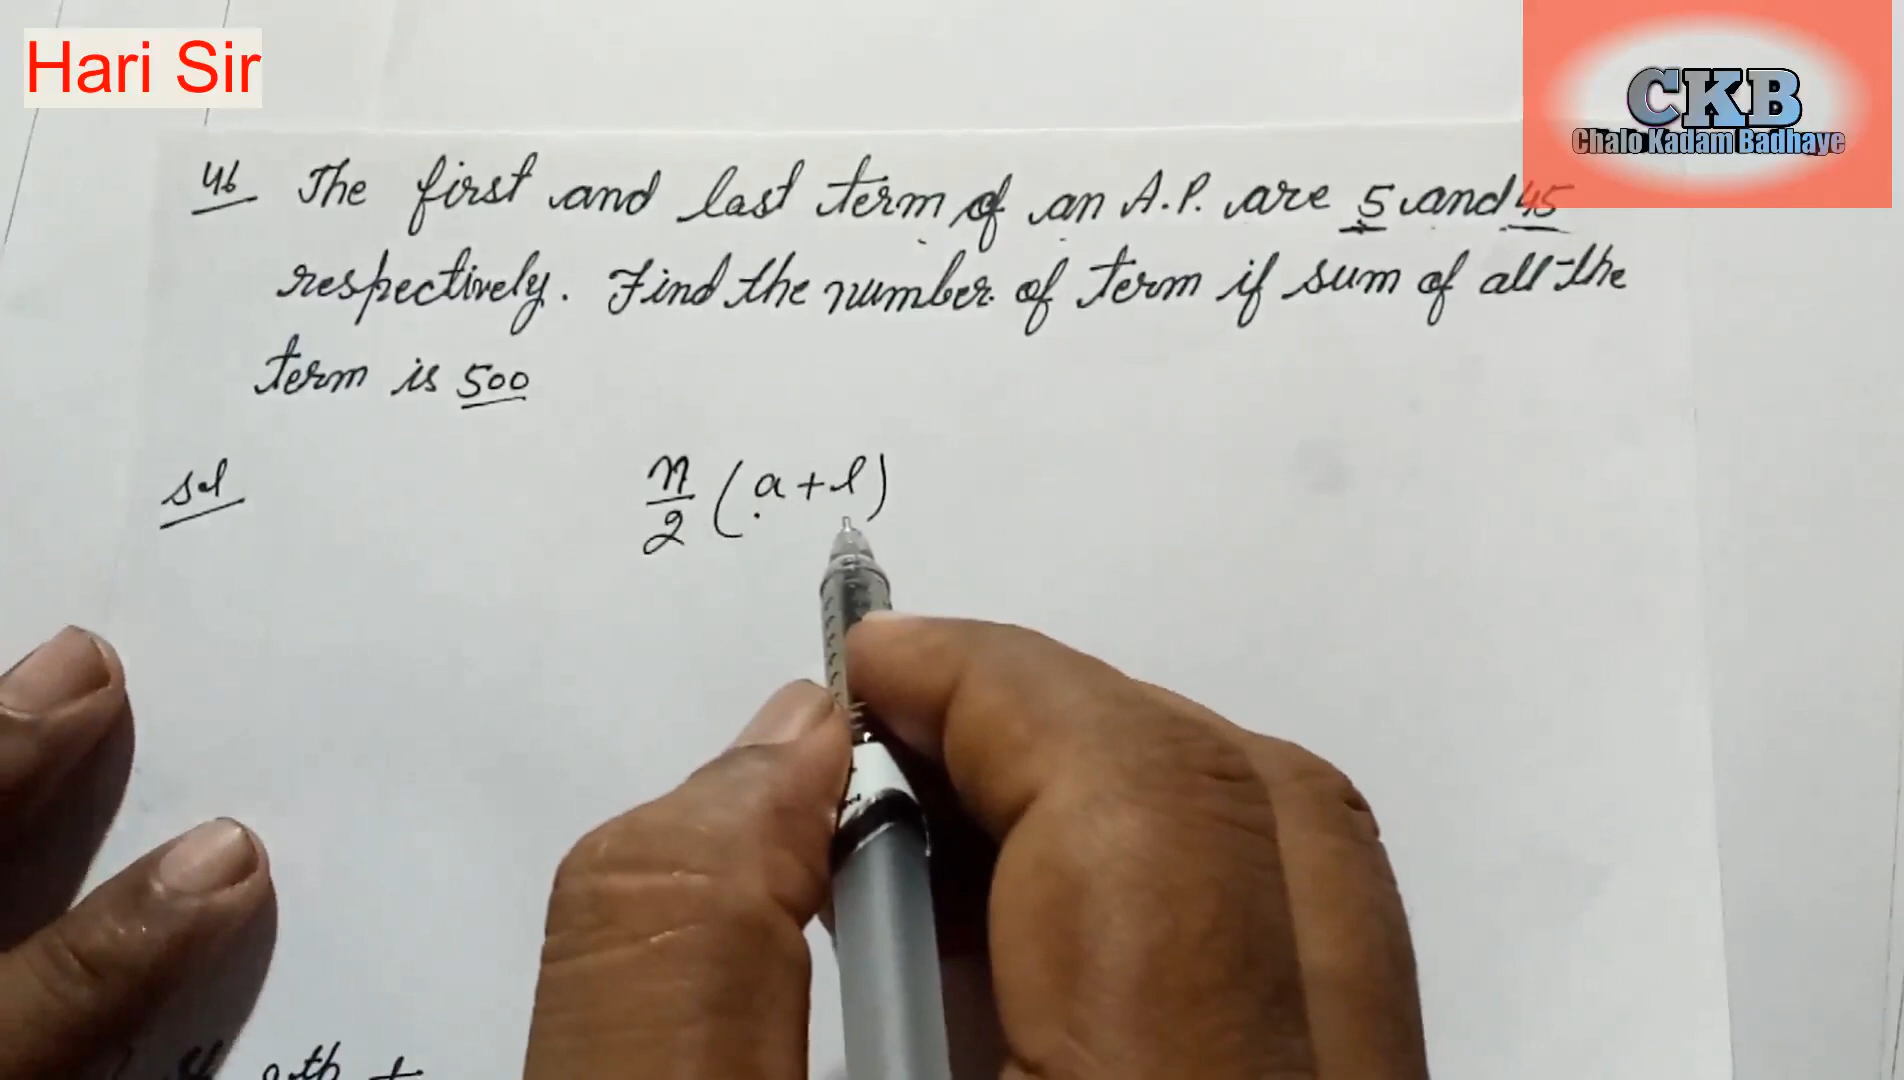 Hari Sir
CKB
Chalo Kadam Badhaye
46 The first and last term of an A.P. are 5 and 45
respectively. Find the number of term if sum of all the
term is 500
sol
n/2 (a+l)